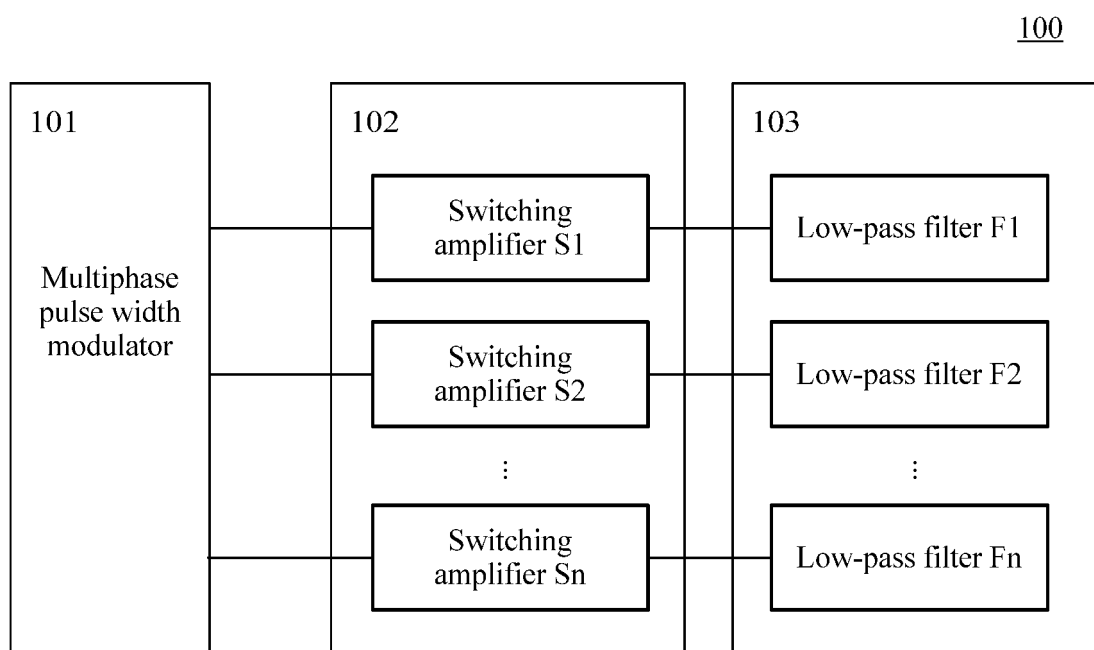 100
101
102
103
Multiphase
pulse width
modulator
Switching
amplifier S1
Low-pass filter F1
Switching
amplifier S2
Low-pass filter F2
⋮
⋮
Switching
amplifier Sn
Low-pass filter Fn